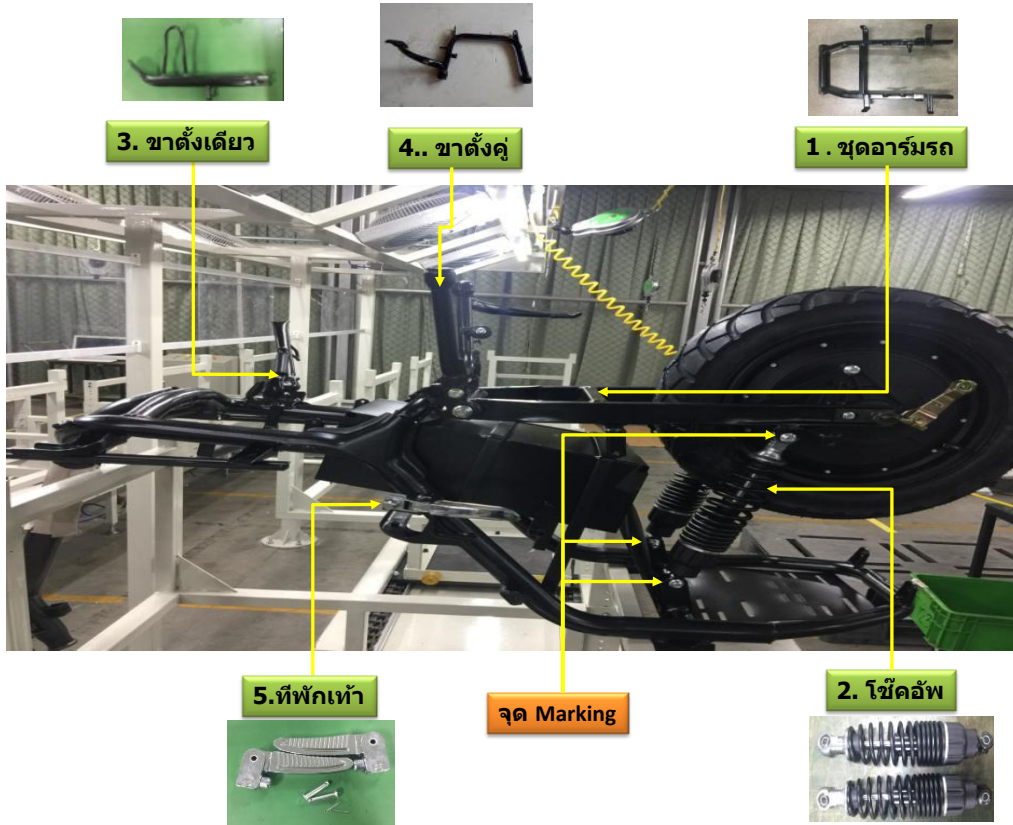 3. ขาตั้งเดียว
4.. ขาตั้งคู่
1 . ชุดอาร์มรถ
5.ทีพักเท้า
จุด Marking
2. โช๊คอัพ